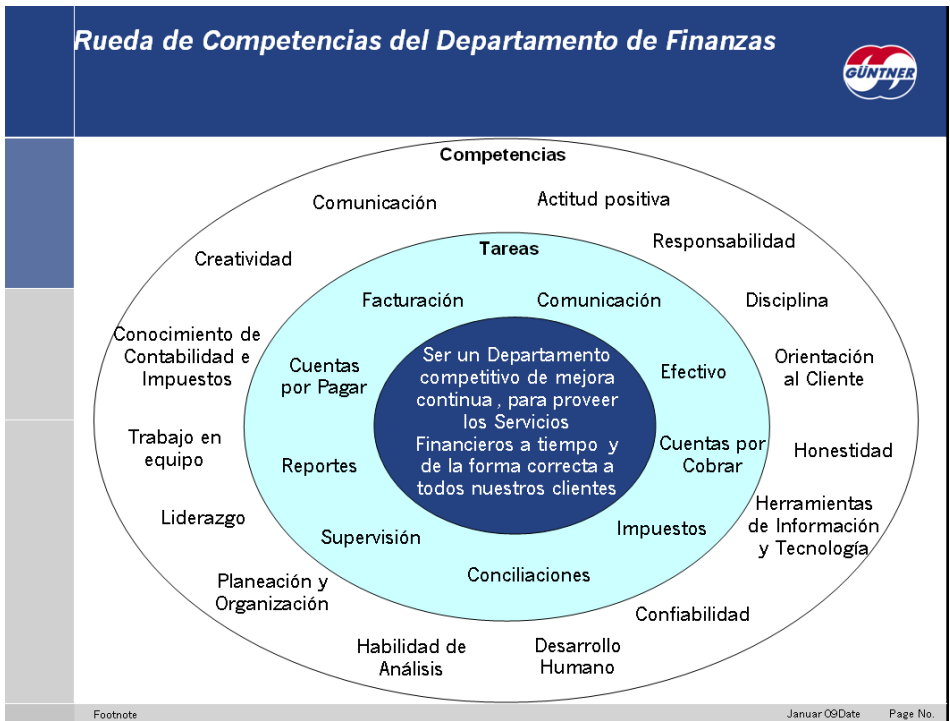 Rueda de Competencias del Departamento de Finanzas
GÜNTNER
Competencias
Comunicación
Actitud positiva
Creatividad
Responsabilidad
Tareas
Facturación
Comunicación
Disciplina
Conocimiento de
Contabilidad e
Impuestos
Cuentas
por Pagar
Ser un Departamento
competitivo de mejora
continua , para proveer
los Servicios
Financieros a tiempo y
de la forma correcta a
todos nuestros clientes
Efectivo
Orientación
al Cliente
Trabajo en
equipo
Reportes
Cuentas por
Cobrar
Honestidad
Liderazgo
Supervisión
Impuestos
Herramientas
de Información
y Tecnología
Planeación y
Organización
Conciliaciones
Confiabilidad
Habilidad de
Análisis
Desarrollo
Humano
Footnote
Januar 09Date
Page No.